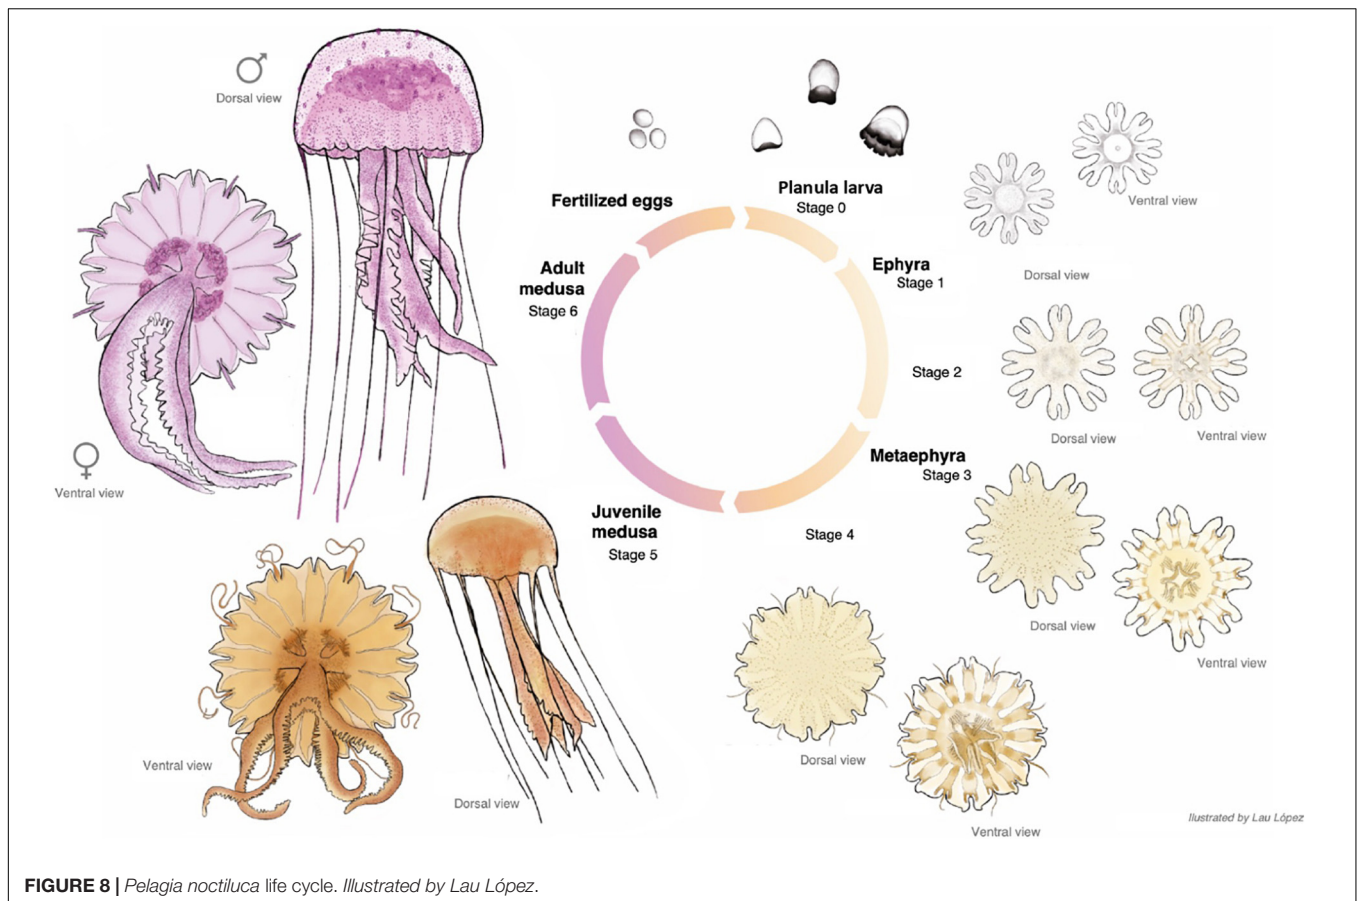 ♂
Dorsal view
Ventral view
Fertilized eggs
Planula larva
Stage 0
Ephyra
Stage 1
Dorsal view
Adult
medusa
Stage 6
Stage 2
Dorsal view
Ventral view
♀
Ventral view
Metaephyra
Stage 3
Juvenile
medusa
Stage 5
Stage 4
Dorsal view
Ventral view
Ventral view
Dorsal view
Dorsal view
Ventral view
Ilustrated by Lau López
FIGURE 8 | Pelagia noctiluca life cycle. Illustrated by Lau López.